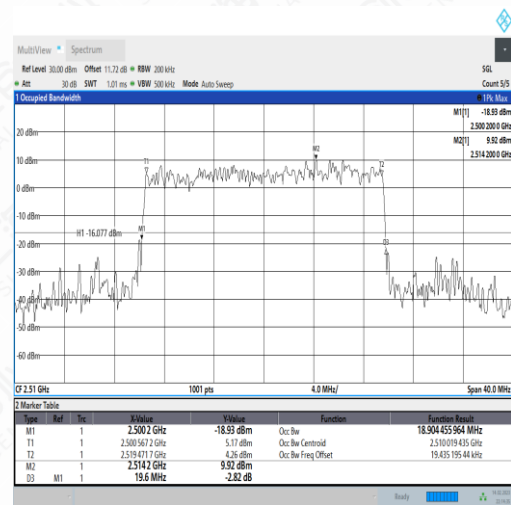 MultiView Spectrum
Ref Level 30.00 dBm Offset 11.72 dB RBW 200 kHz SGL
Att 30 dB SWT 1.01 ms VBW 500 kHz Mode Auto Sweep Count 5/5
1 Occupied Bandwidth 1Pk Max
M1[1] -18.93 dBm
2.500 200 0 GHz
M2[1] 9.92 dBm
2.514 200 0 GHz
20 dBm
M2
10 dBm
T1 T2
0 dBm
-10 dBm
M1
H1 -16.077 dBm
-20 dBm
D3
-30 dBm
-40 dBm
-50 dBm
-60 dBm
CF 2.51 GHz 1001 pts 4.0 MHz/ Span 40.0 MHz
2 Marker Table
Type Ref Trc X-Value Y-Value Function Function Result
M1 1 2.500 2 GHz -18.93 dBm Occ Bw 18.904 455 964 MHz
T1 1 2.500 567 2 GHz 5.17 dBm Occ Bw Centroid 2.510 019 435 GHz
T2 1 2.519 471 7 GHz 4.26 dBm Occ Bw Freq Offset 19.435 195 44 kHz
M2 1 2.514 2 GHz 9.92 dBm
D3 M1 1 19.6 MHz -2.82 dB
Ready